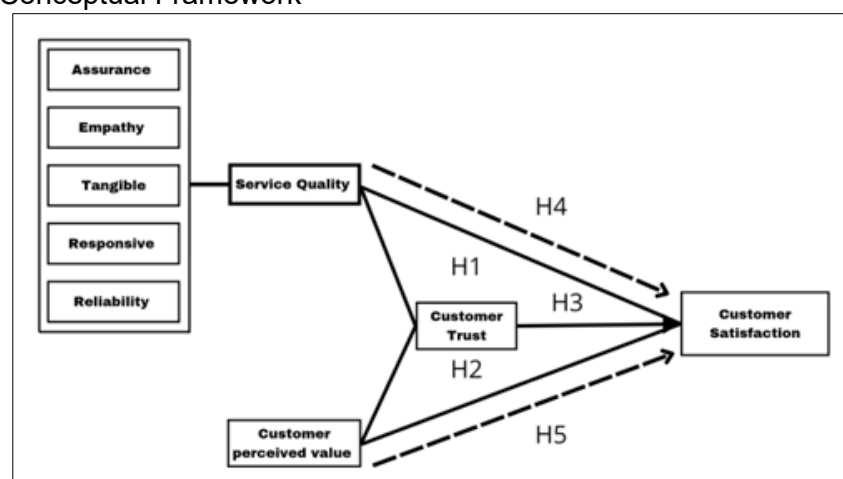 Conceptual Framework
Assurance
Empathy
Tangible
Responsive
Reliability
Service Quality
H4
H1
Customer
Trust
H3
Customer
Satisfaction
H2
Customer
perceived value
H5